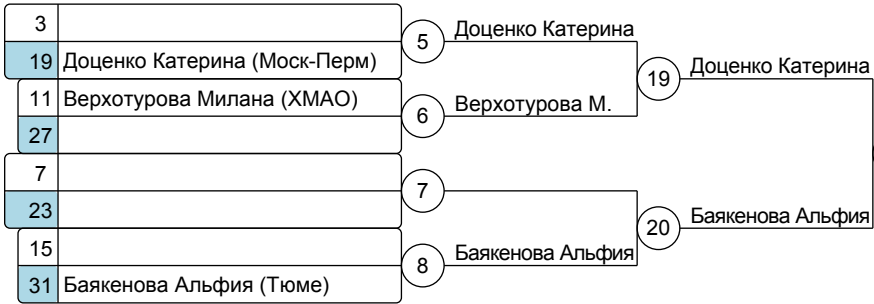 3
19 Доценко Катерина (Моск-Перм)
5
Доценко Катерина
11 Верхотурова Милана (ХМАО)
27
6
Верхотурова М.
19
Доценко Катерина
7
23
7
15
31 Баякенова Альфия (Тюме)
8
Баякенова Альфия
20
Баякенова Альфия